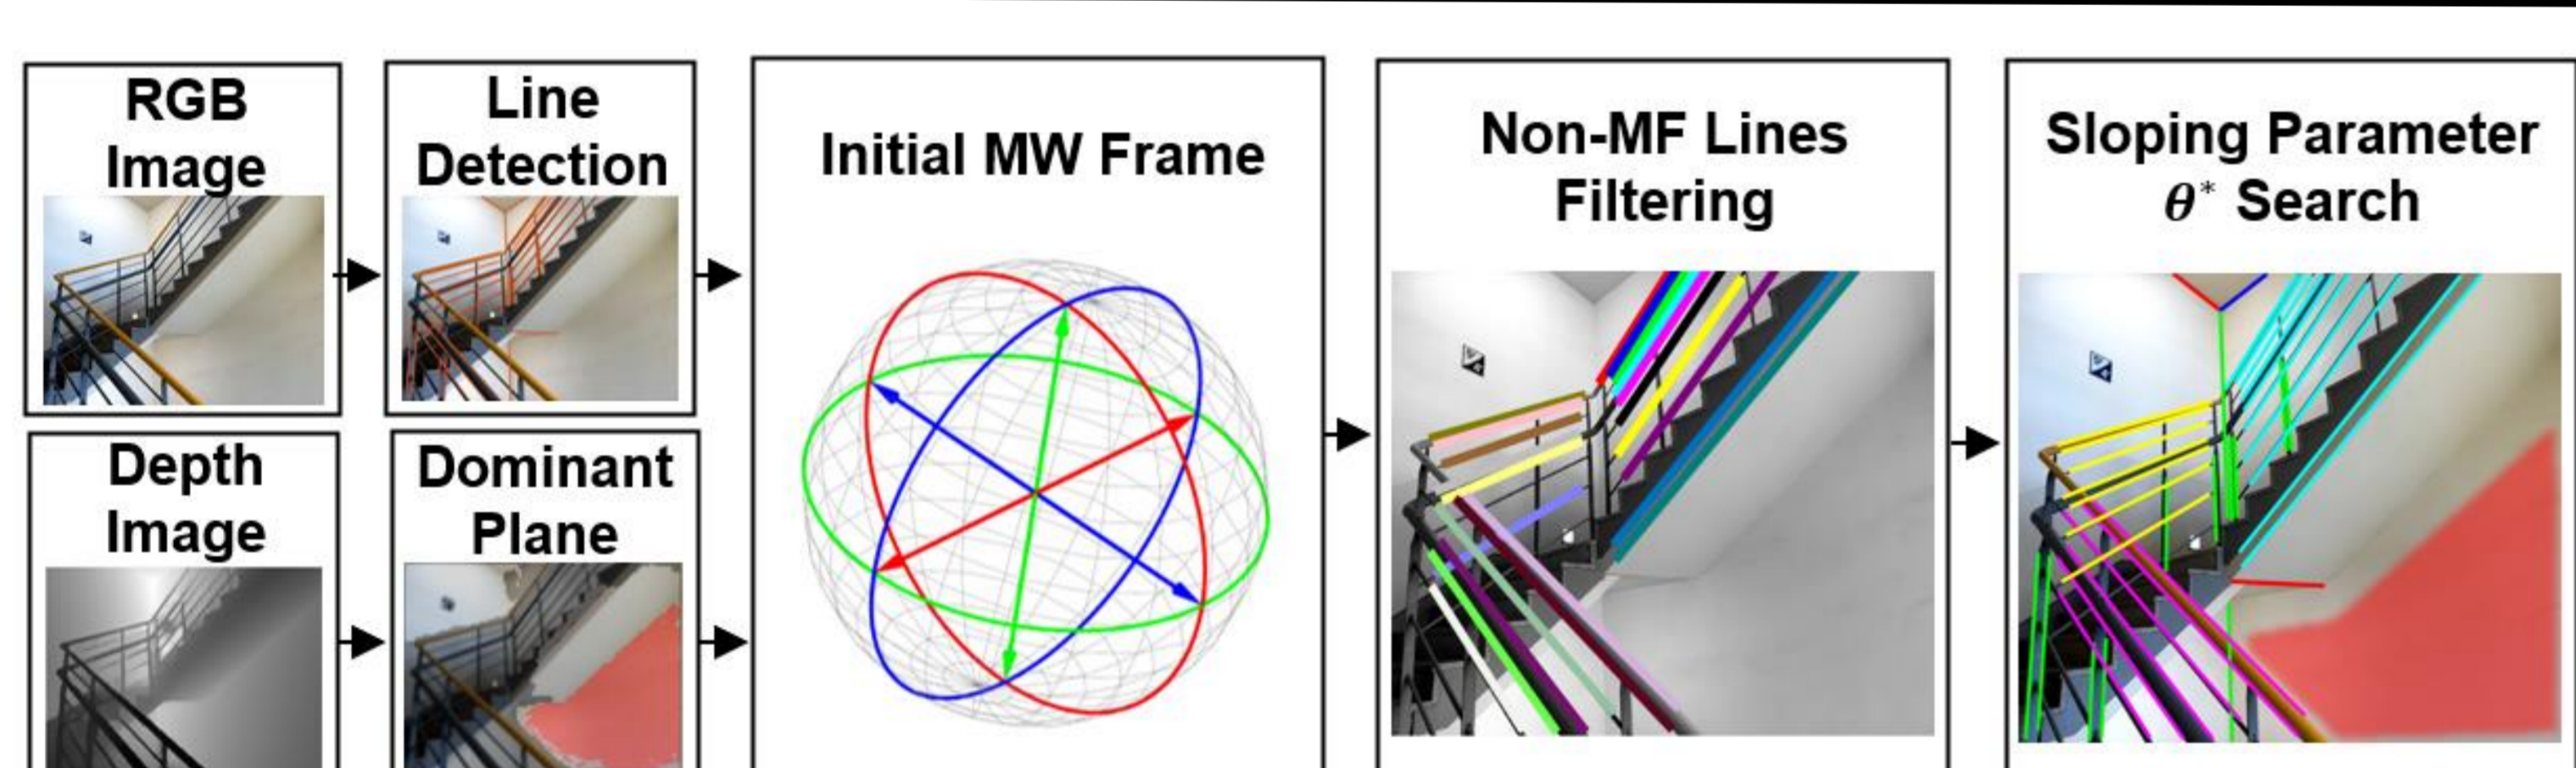 RGB
Image
Line
Detection
Initial MW Frame
Non-MF Lines
Filtering
Sloping Parameter
θ* Search
Depth
Image
Dominant
Plane